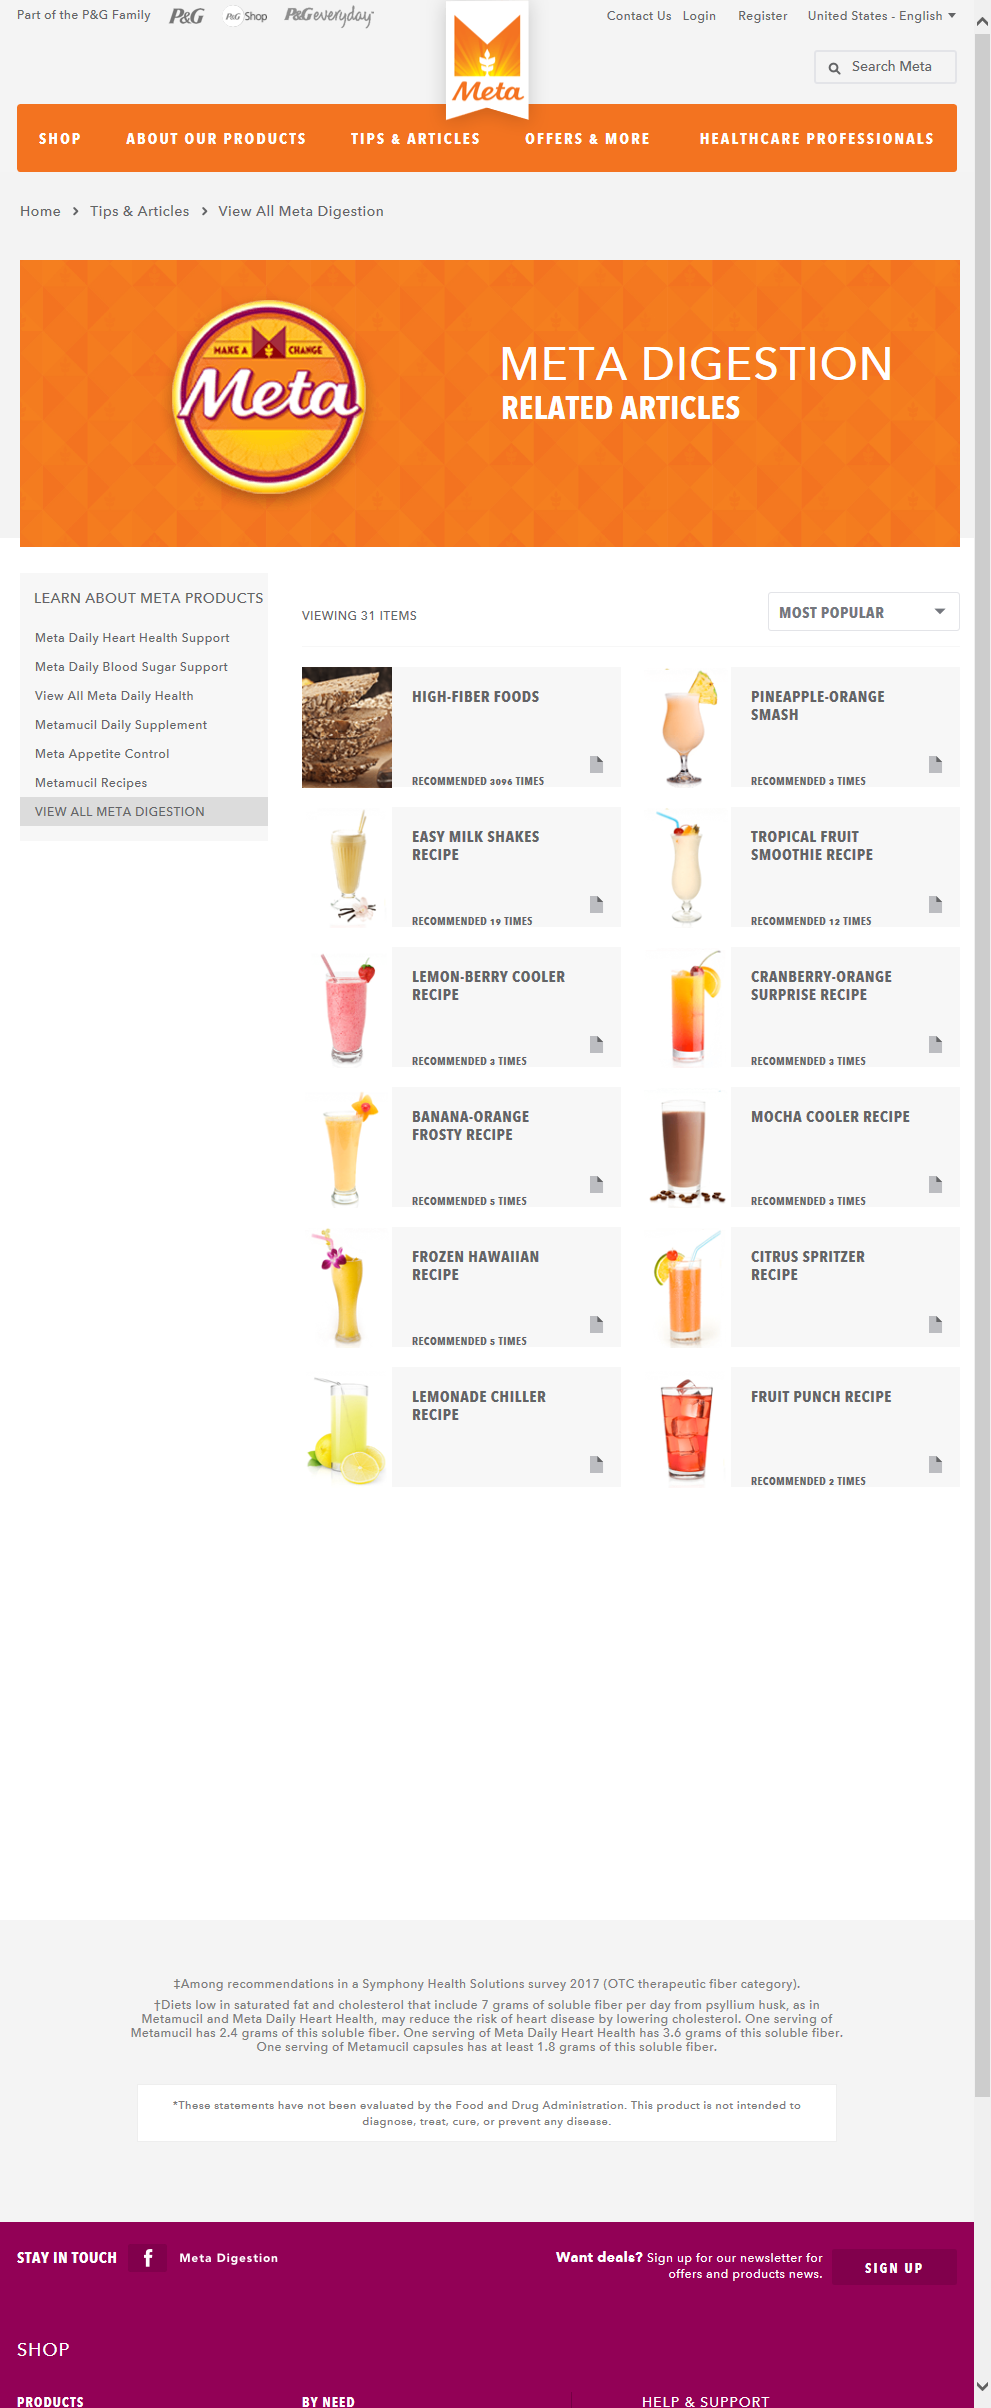 Part of the P&G Family P&G P&G Shop P&G everyday Contact Us Login Register United States - English
Meta
Search Meta
SHOP ABOUT OUR PRODUCTS TIPS & ARTICLES OFFERS & MORE HEALTHCARE PROFESSIONALS
Home > Tips & Articles > View All Meta Digestion
MAKE A CHANGE
Meta
META DIGESTION
RELATED ARTICLES
LEARN ABOUT META PRODUCTS
Meta Daily Heart Health Support
Meta Daily Blood Sugar Support
View All Meta Daily Health
Metamucil Daily Supplement
Meta Appetite Control
Metamucil Recipes
VIEW ALL META DIGESTION
VIEWING 31 ITEMS
MOST POPULAR
HIGH-FIBER FOODS
RECOMMENDED 3096 TIMES
PINEAPPLE-ORANGE
SMASH
RECOMMENDED 3 TIMES
EASY MILK SHAKES
RECIPE
RECOMMENDED 19 TIMES
TROPICAL FRUIT
SMOOTHIE RECIPE
RECOMMENDED 12 TIMES
LEMON-BERRY COOLER
RECIPE
RECOMMENDED 3 TIMES
CRANBERRY-ORANGE
SURPRISE RECIPE
RECOMMENDED 3 TIMES
BANANA-ORANGE
FROSTY RECIPE
RECOMMENDED 5 TIMES
MOCHA COOLER RECIPE
RECOMMENDED 3 TIMES
FROZEN HAWAIIAN
RECIPE
RECOMMENDED 5 TIMES
CITRUS SPRITZER
RECIPE
LEMONADE CHILLER
RECIPE
FRUIT PUNCH RECIPE
RECOMMENDED 2 TIMES
‡Among recommendations in a Symphony Health Solutions survey 2017 (OTC therapeutic fiber category).
†Diets low in saturated fat and cholesterol that include 7 grams of soluble fiber per day from psyllium husk, as in
Metamucil and Meta Daily Heart Health, may reduce the risk of heart disease by lowering cholesterol. One serving of
Metamucil has 2.4 grams of this soluble fiber. One serving of Meta Daily Heart Health has 3.6 grams of this soluble fiber.
One serving of Metamucil capsules has at least 1.8 grams of this soluble fiber.
*These statements have not been evaluated by the Food and Drug Administration. This product is not intended to
diagnose, treat, cure, or prevent any disease.
STAY IN TOUCH f Meta Digestion
Want deals? Sign up for our newsletter for
offers and products news.
SIGN UP
SHOP
PRODUCTS BY NEED HELP & SUPPORT